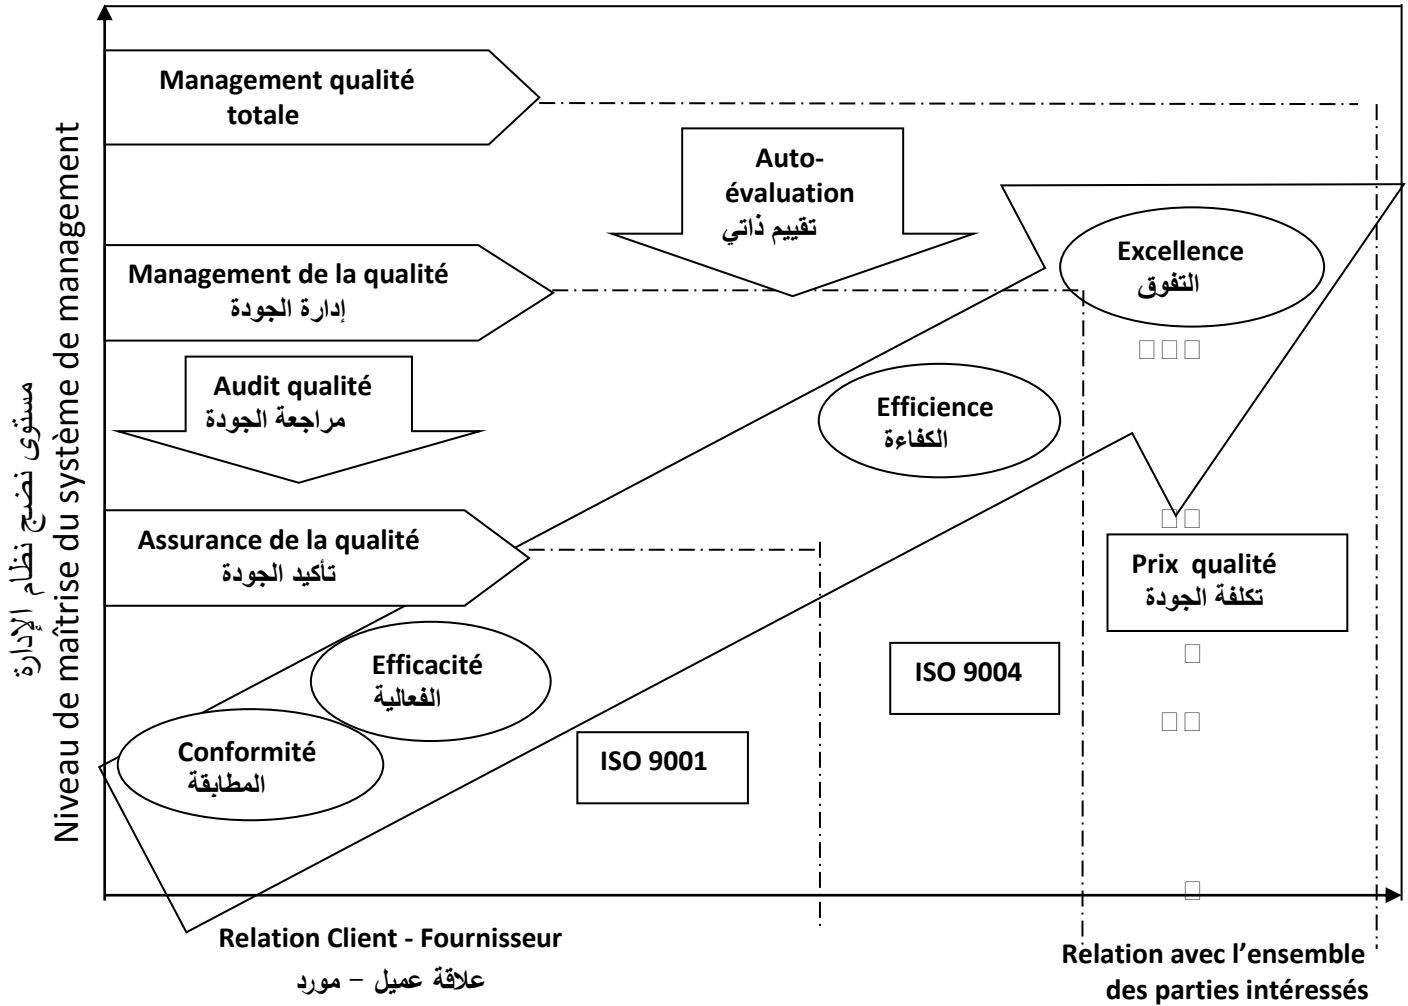 Management qualité
totale
Auto-
évaluation
تقييم ذاتي
Excellence
التفوق
Management de la qualité
إدارة الجودة
Audit qualité
مراجعة الجودة
Efficience
الكفاءة
Assurance de la qualité
تأكيد الجودة
Prix qualité
تكلفة الجودة
Efficacité
الفعالية
ISO 9004
Conformité
المطابقة
ISO 9001
مستوى نضج نظام الإدارة
Niveau de maîtrise du système de management
Relation Client - Fournisseur
علاقة عميل – مورد
Relation avec l’ensemble
des parties intéressés